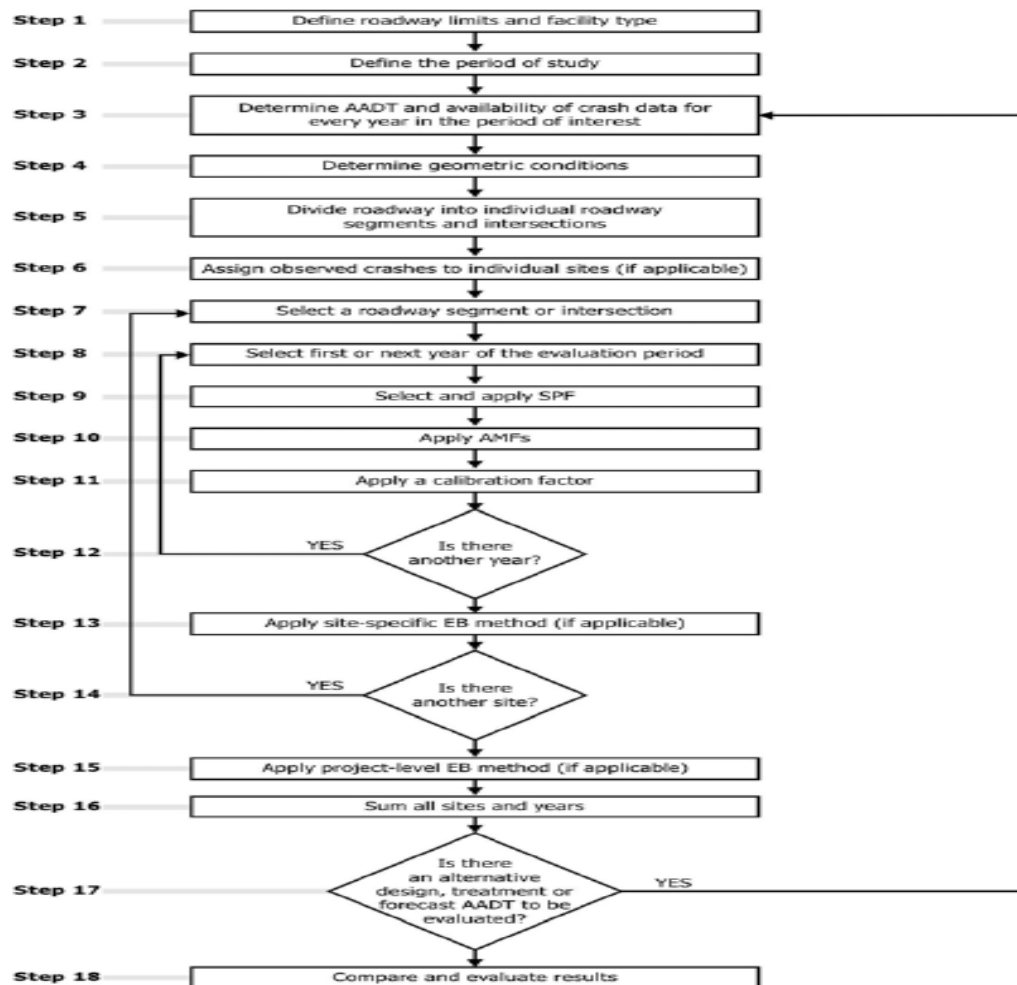 Step 1 Define roadway limits and facility type
Step 2 Define the period of study
Step 3 Determine AADT and availability of crash data for
every year in the period of interest
Step 4 Determine geometric conditions
Step 5 Divide roadway into individual roadway
segments and intersections
Step 6 Assign observed crashes to individual sites (if applicable)
Step 7 Select a roadway segment or intersection
Step 8 Select first or next year of the evaluation period
Step 9 Select and apply SPF
Step 10 Apply AMFs
Step 11 Apply a calibration factor
Step 12 YES Is there
another year?
Step 13 Apply site-specific EB method (if applicable)
Step 14 YES Is there
another site?
Step 15 Apply project-level EB method (if applicable)
Step 16 Sum all sites and years
Step 17 Is there
an alternative
design, treatment or
forecast AADT to be
evaluated?
YES
Step 18 Compare and evaluate results